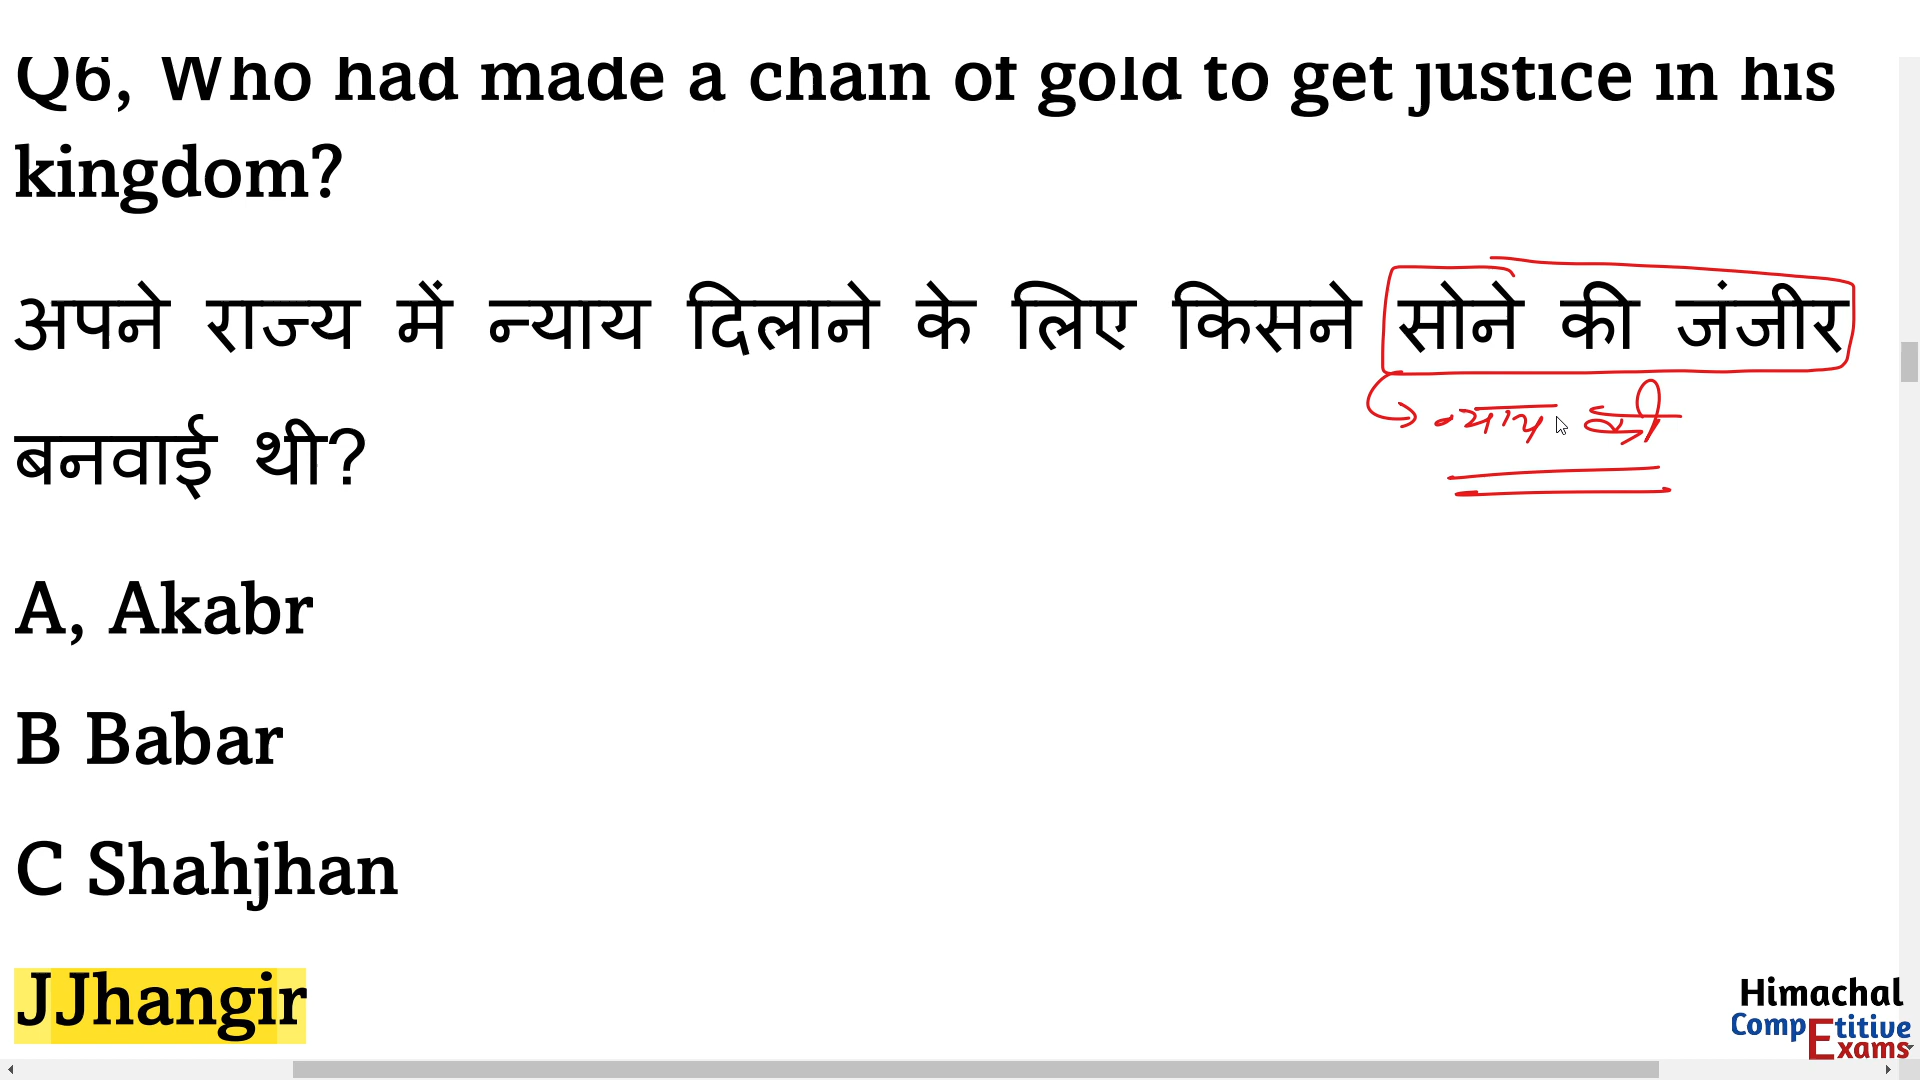 Q6, Who had made a chain of gold to get justice in his
kingdom?
अपने राज्य में न्याय दिलाने के लिए किसने सोने की जंजीर
न्याय की
बनवाई थी?
A, Akabr
B Babar
C Shahjhan
JJhangir
Himachal
CompEtitive
Exams